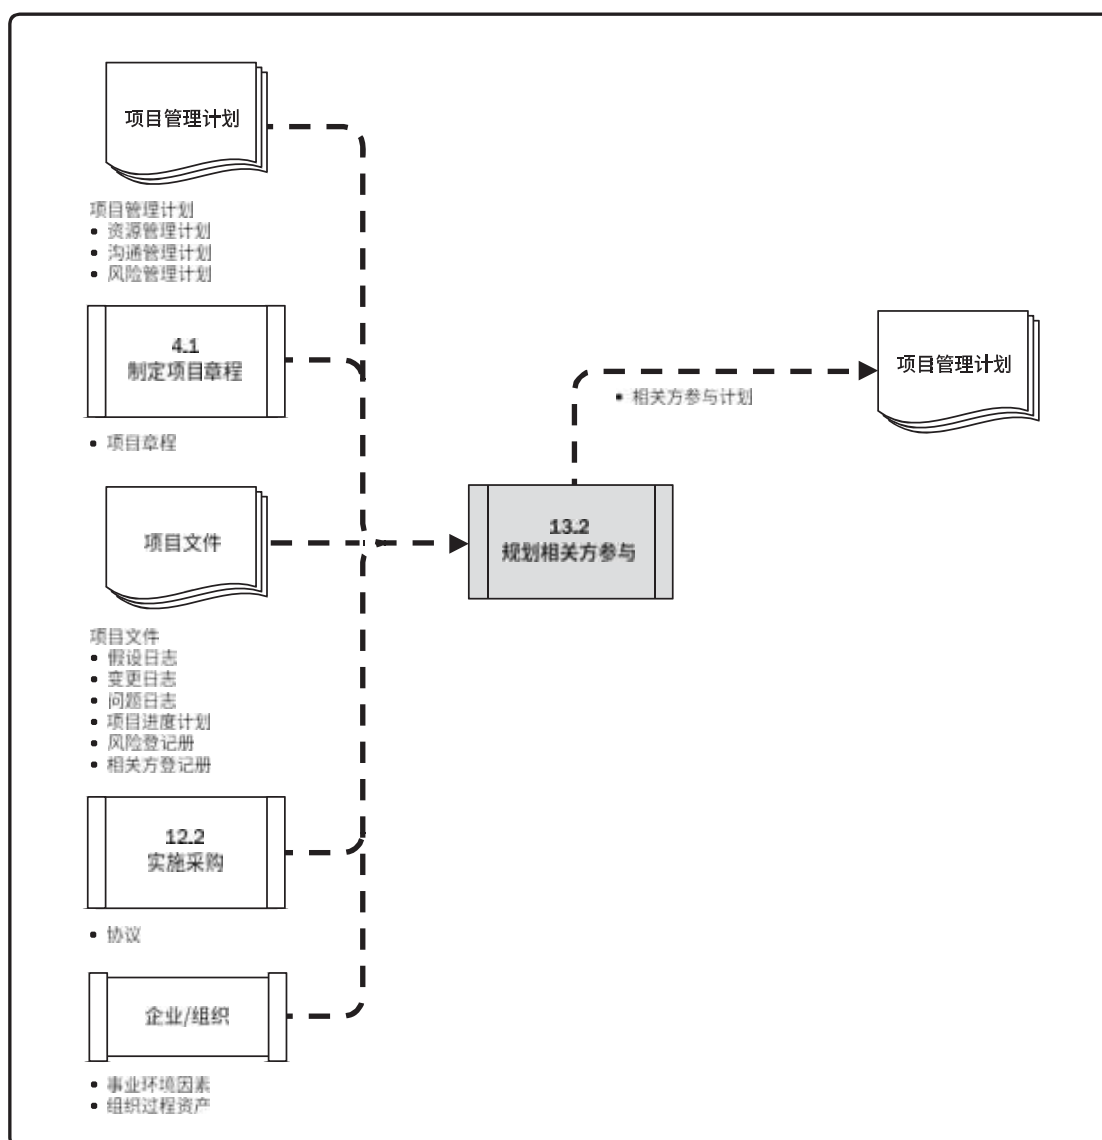 项目管理计划
项目管理计划
• 资源管理计划
• 沟通管理计划
• 风险管理计划
4.1
制定项目章程
• 项目章程
项目文件
项目文件
• 假设日志
• 变更日志
• 问题日志
• 项目进度计划
• 风险登记册
• 相关方登记册
12.2
实施采购
• 协议
企业/组织
• 事业环境因素
• 组织过程资产
13.2
规划相关方参与
• 相关方参与计划
项目管理计划